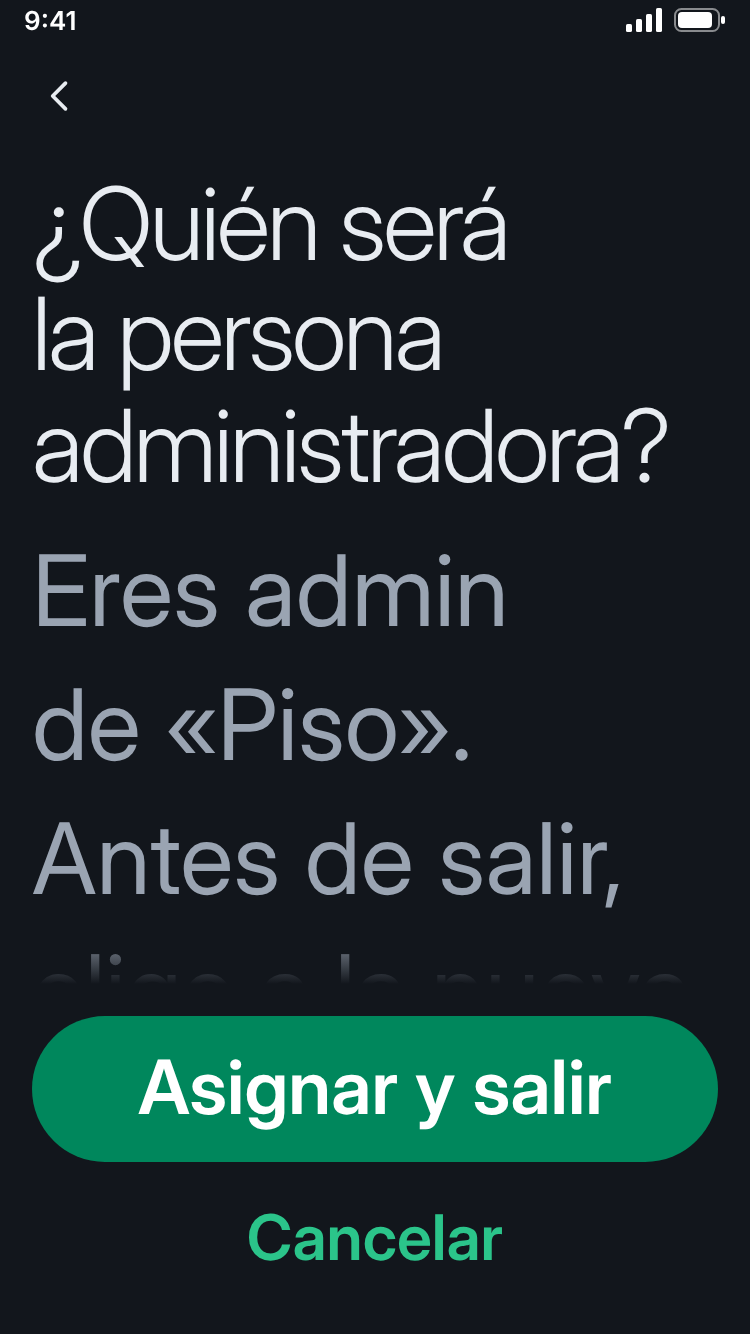 9:41
¿Quién será
la persona
administradora?
Eres admin
de «Piso».
Antes de salir,
Asignar y salir
Cancelar